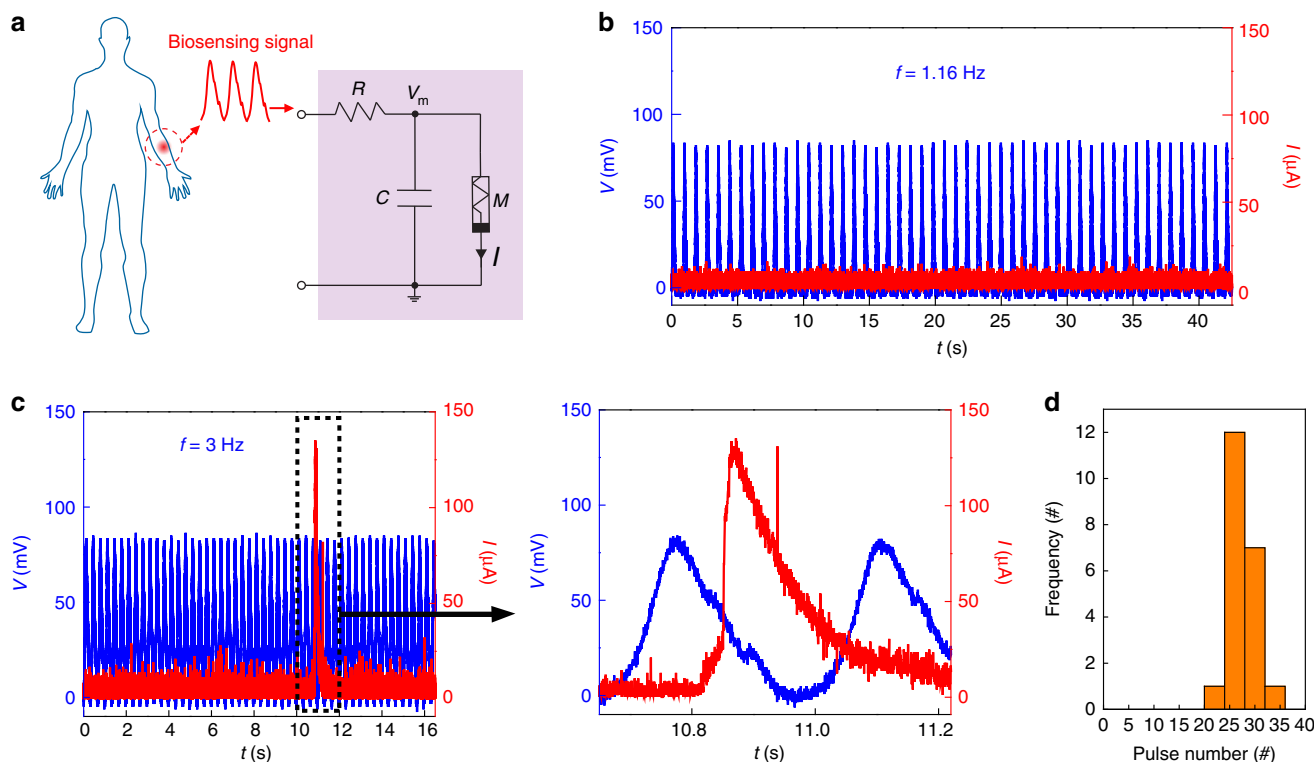 a
Biosensing signal
R
Vm
C
M
I
b
f = 1.16 Hz
150
100
50
0
V (mV)
150
100
50
0
I (μA)
0 5 10 15 20 25 30 35 40
t (s)
c
f = 3 Hz
150
100
50
0
V (mV)
150
100
50
0
I (μA)
0 2 4 6 8 10 12 14 16
t (s)
150
100
50
0
V (mV)
150
100
50
0
I (μA)
10.8 11.0 11.2
t (s)
d
12
10
8
6
4
2
0
Frequency (#)
0 5 10 15 20 25 30 35 40
Pulse number (#)